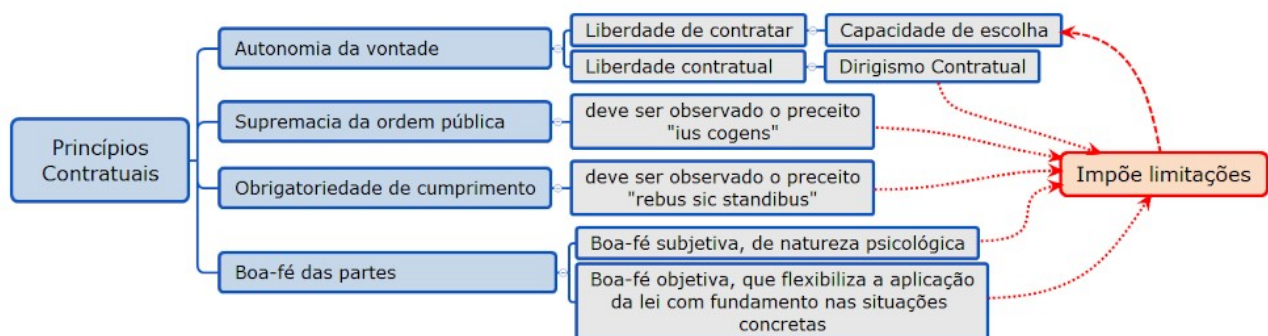 Princípios
Contratuais
Autonomia da vontade
Liberdade de contratar
Capacidade de escolha
Liberdade contratual
Dirigismo Contratual
Supremacia da ordem pública
deve ser observado o preceito
"ius cogens"
Obrigatoriedade de cumprimento
deve ser observado o preceito
"rebus sic standibus"
Boa-fé das partes
Boa-fé subjetiva, de natureza psicológica
Boa-fé objetiva, que flexibiliza a aplicação
da lei com fundamento nas situações
concretas
Impõe limitações